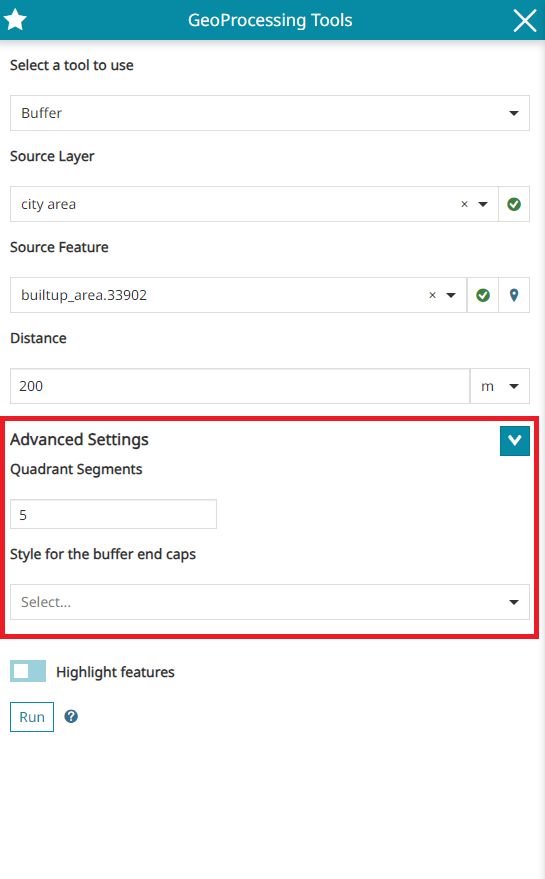 GeoProcessing Tools
Select a tool to use
Buffer
Source Layer
city area
Source Feature
builtup_area.33902
Distance
200 m
Advanced Settings
Quadrant Segments
5
Style for the buffer end caps
Select...
Highlight features
Run